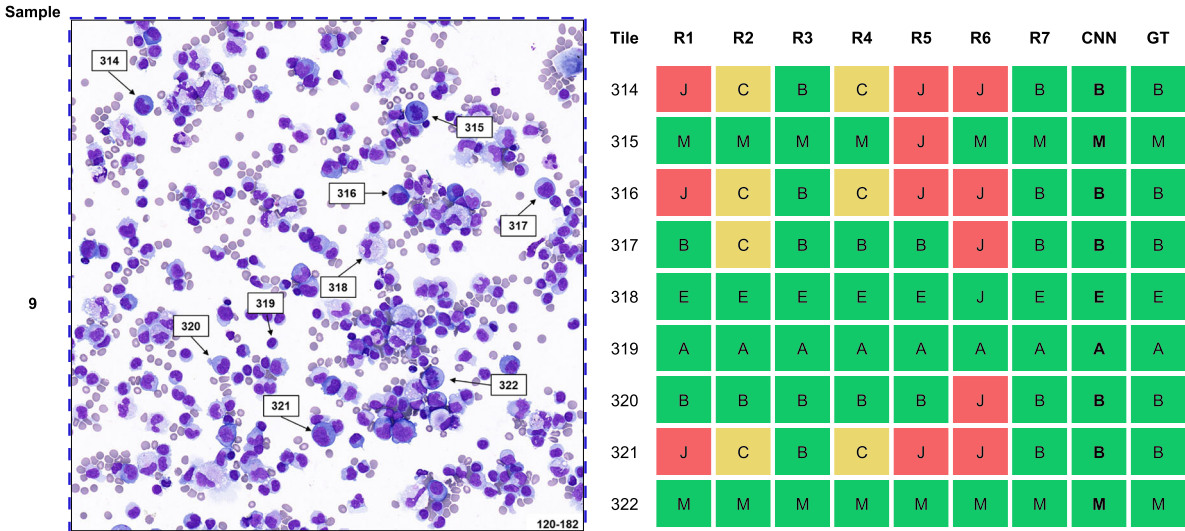 Sample
Tile R1 R2 R3 R4 R5 R6 R7 CNN GT
314 J C B C J J B B B
315 M M M M J M M M M
316 J C B C J J B B B
317 B C B B B J B B B
9
318 E E E E E J E E E
319 A A A A A A A A A
320 B B B B B J B B B
321 J C B C J J B B B
322 M M M M M M M M M
314
315
316
317
318
319
320
322
321
120-182